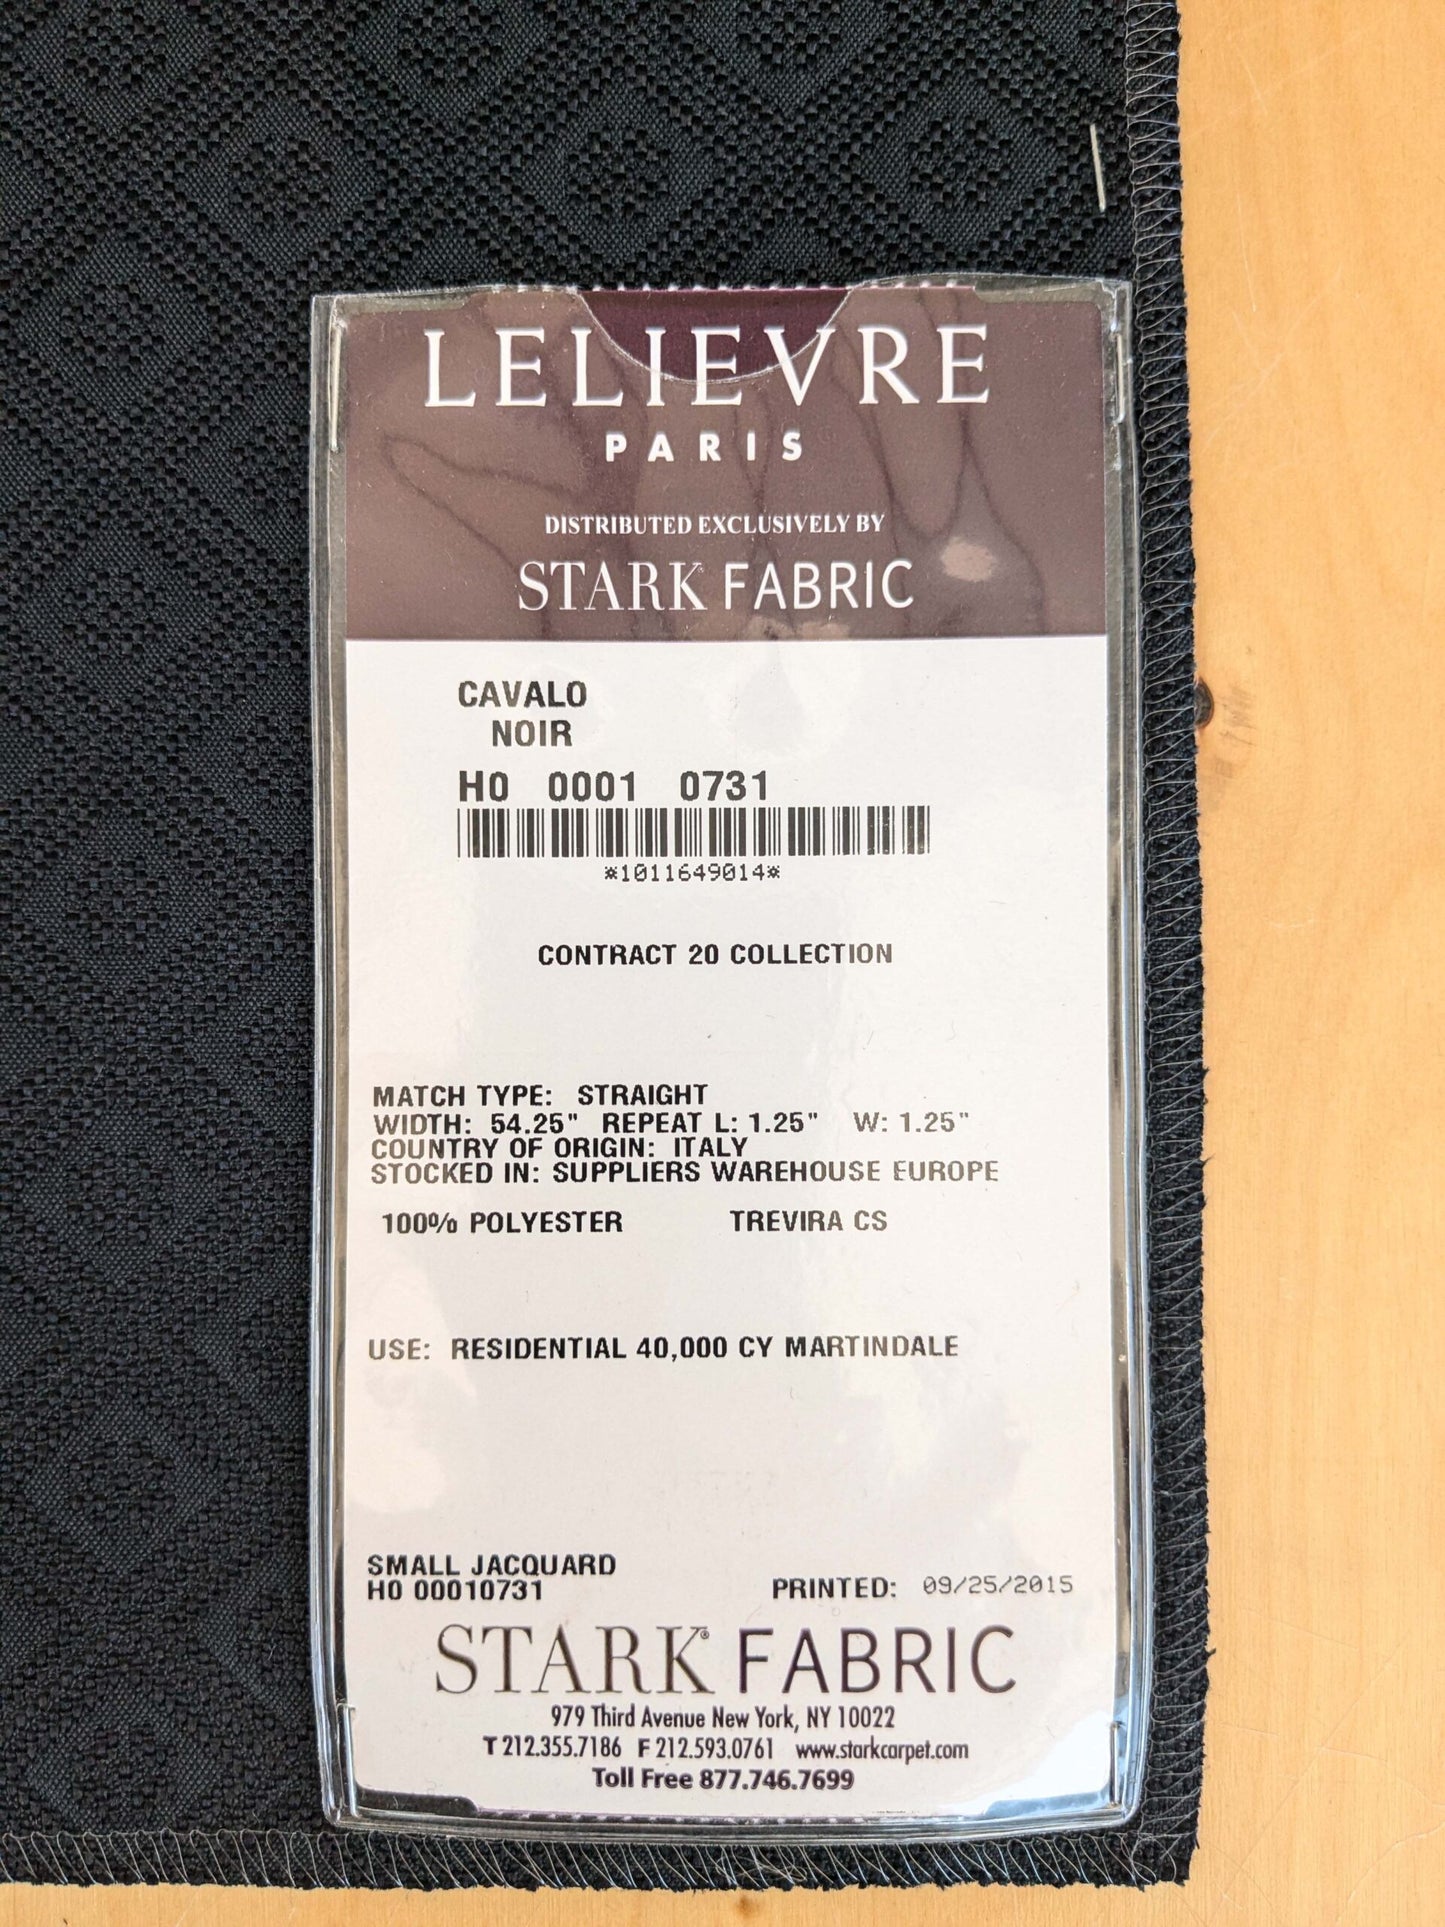 LELIEVRE
PARIS
DISTRIBUTED EXCLUSIVELY BY
STARK® FABRIC
CAVALO
NOIR
H0 0001 0731
*1011649014*
CONTRACT 20 COLLECTION
MATCH TYPE: STRAIGHT
WIDTH: 54.25" REPEAT L: 1.25" W: 1.25"
COUNTRY OF ORIGIN: ITALY
STOCKED IN: SUPPLIERS WAREHOUSE EUROPE
100% POLYESTER TREVIRA CS
USE: RESIDENTIAL 40,000 CY MARTINDALE
SMALL JACQUARD
H0 00010731 PRINTED: 09/25/2015
STARK® FABRIC
979 Third Avenue New York, NY 10022
T 212.355.7186 F 212.593.0761 www.starkcarpet.com
Toll Free 877.746.7699